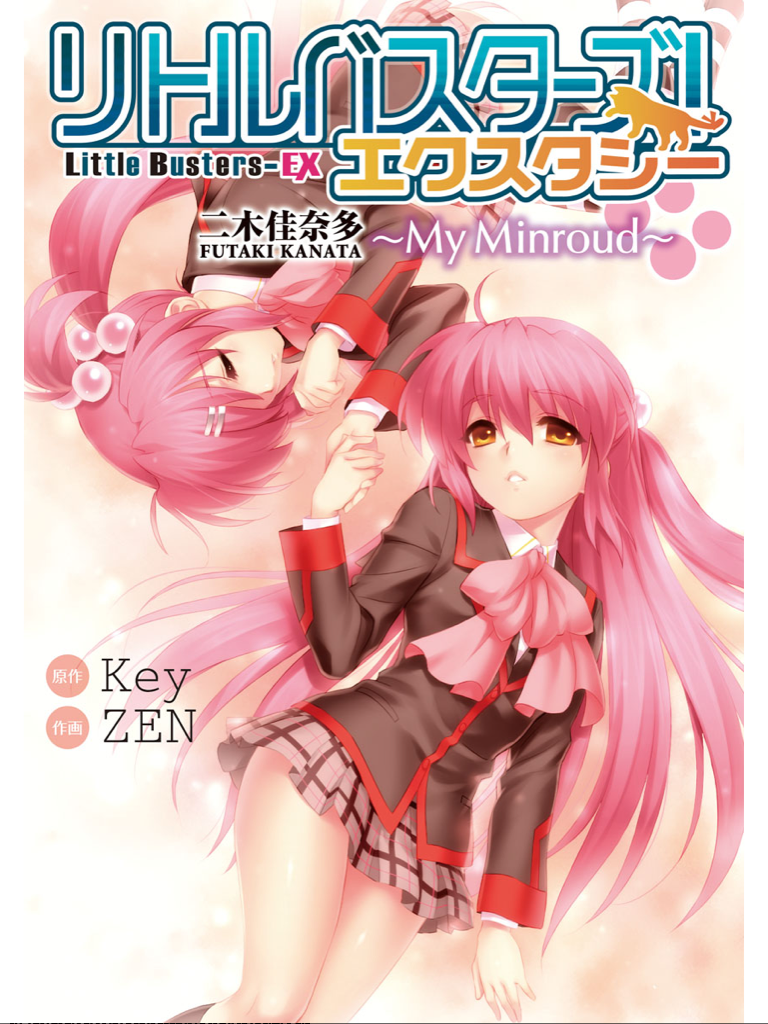 リトルバスターズ!
Little Busters-EX
エクスタシー
二木佳奈多
FUTAKI KANATA
~My Minroud~
原作 Key
作画 ZEN